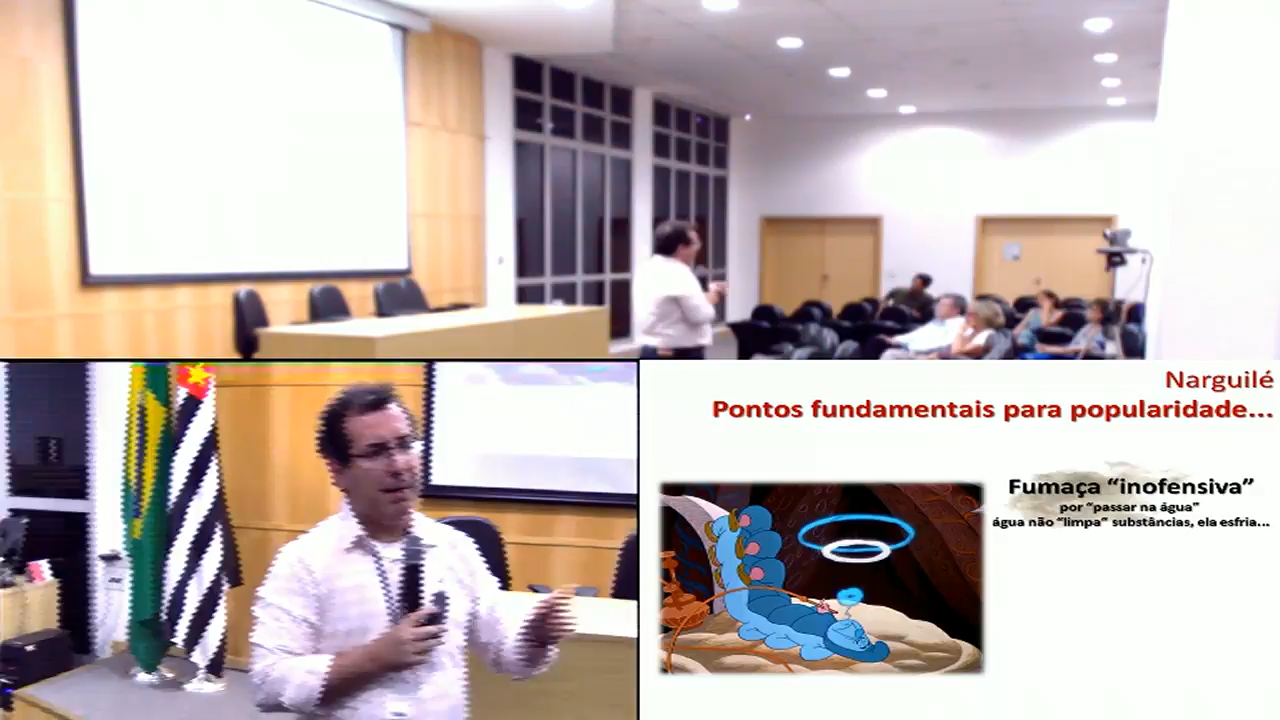 Narguilé
Pontos fundamentais para popularidade...
Fumaça “inofensiva”
por “passar na água”
água não “limpa” substâncias, ela esfria...